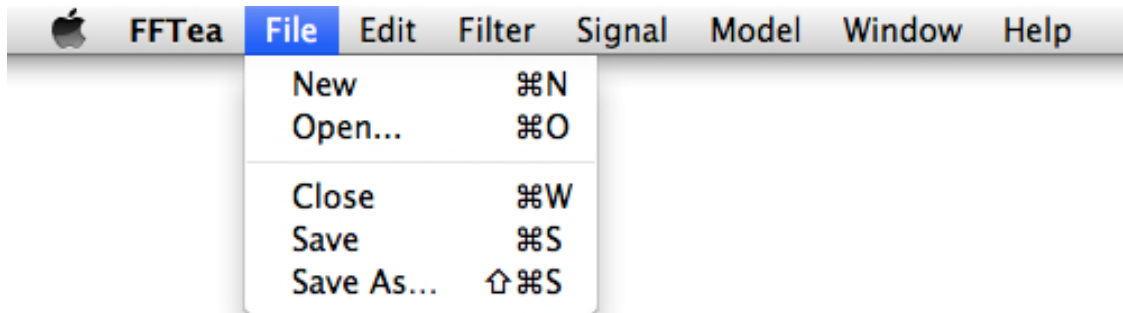 FFTea File Edit Filter Signal Model Window Help
New ⌘N
Open... ⌘O
Close ⌘W
Save ⌘S
Save As... ⇧⌘S